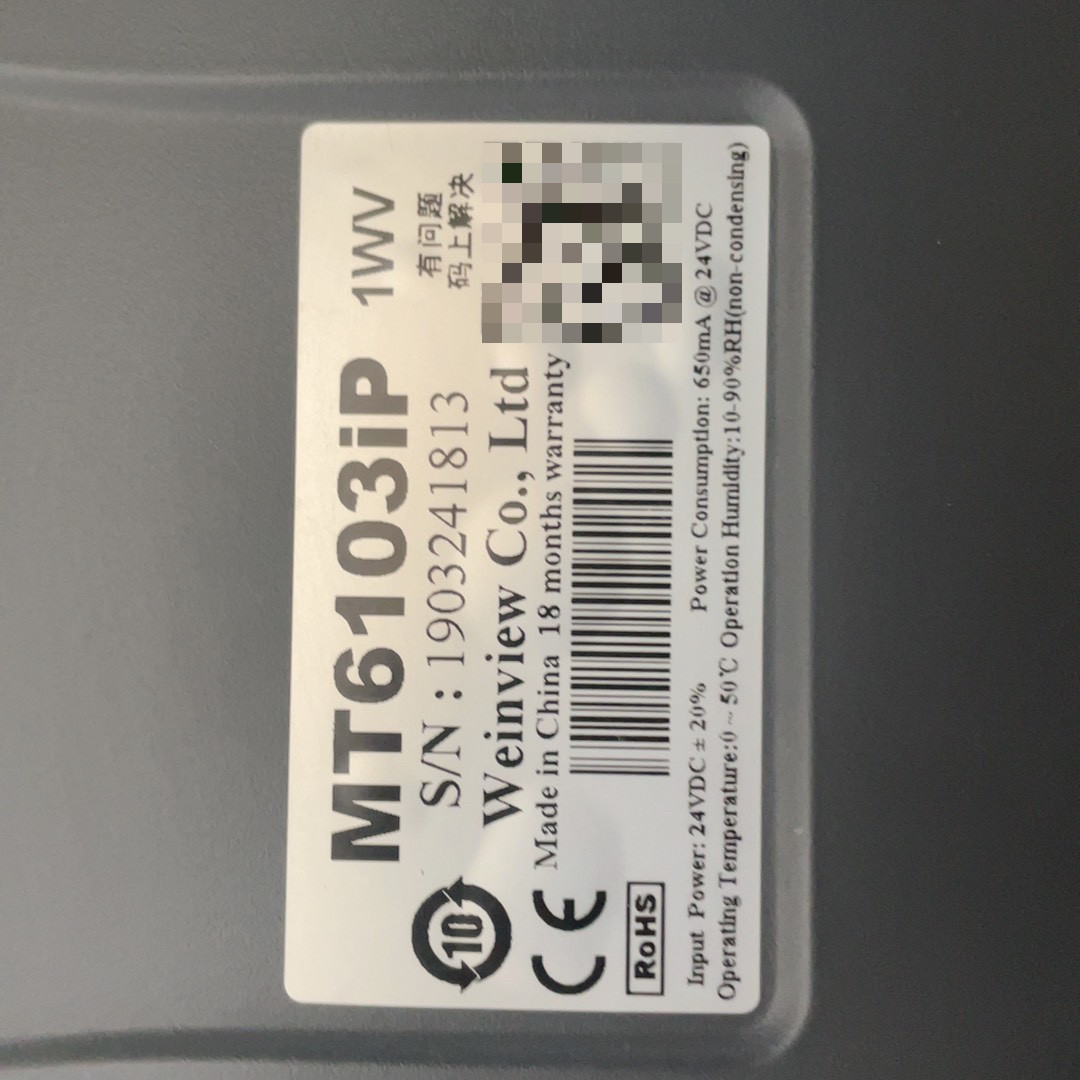 MT6103iP 1WV
S/N : 1903241813
有问题
码上解决
Weinview Co., Ltd
Made in China 18 months warranty
10
CE
RoHS
Input Power: 24VDC ± 20% Power Consumption: 650mA @ 24VDC
Operating Temperature:0 ~ 50℃ Operation Humidity:10-90%RH(non-condensing)